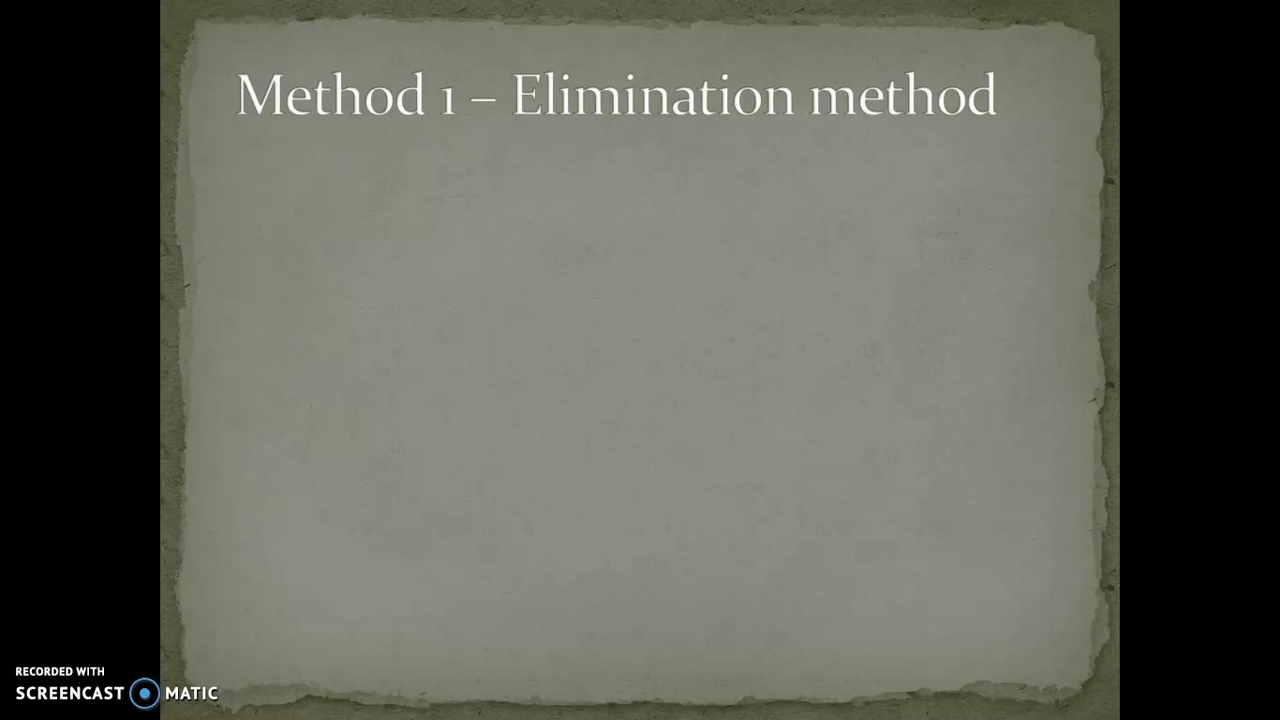 Method 1 – Elimination method
RECORDED WITH
SCREENCAST MATIC